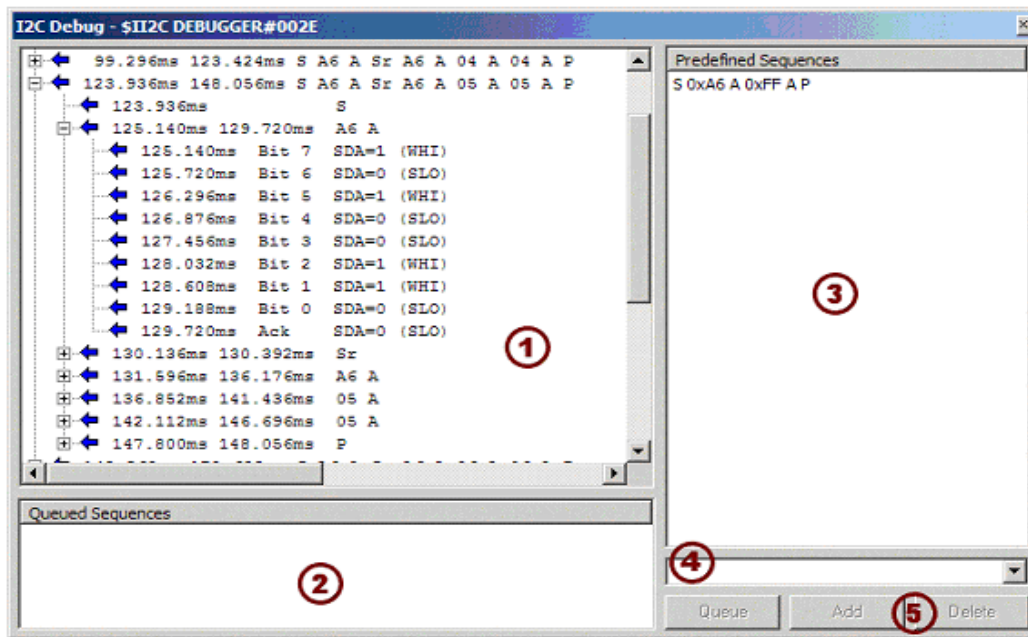 I2C Debug - $II2C DEBUGGER#002E
99.296ms 123.424ms S A6 A Sr A6 A 04 A 04 A P
123.936ms 148.056ms S A6 A Sr A6 A 05 A 05 A P
123.936ms S
125.140ms 129.720ms A6 A
125.140ms Bit 7 SDA=1 (WHI)
125.720ms Bit 6 SDA=0 (SLO)
126.296ms Bit 5 SDA=1 (WHI)
126.876ms Bit 4 SDA=0 (SLO)
127.456ms Bit 3 SDA=0 (SLO)
128.032ms Bit 2 SDA=1 (WHI)
128.608ms Bit 1 SDA=1 (WHI)
129.188ms Bit 0 SDA=0 (SLO)
129.720ms Ack SDA=0 (SLO)
130.136ms 130.392ms Sr
131.596ms 136.176ms A6 A
136.852ms 141.436ms 05 A
142.112ms 146.696ms 05 A
147.800ms 148.056ms P
1
Queued Sequences
2
Predefined Sequences
S 0xA6 A 0xFF A P
3
4
Queue
Add
5
Delete